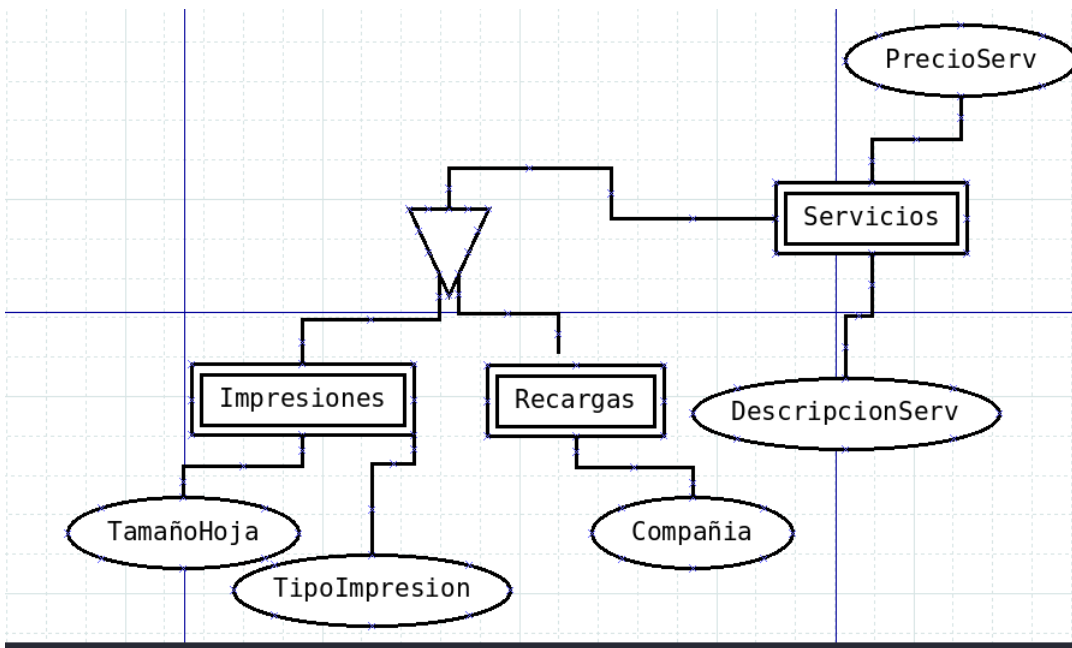 PrecioServ
Servicios
Impresiones
Recargas
DescripcionServ
TamañoHoja
Compañia
TipoImpresion